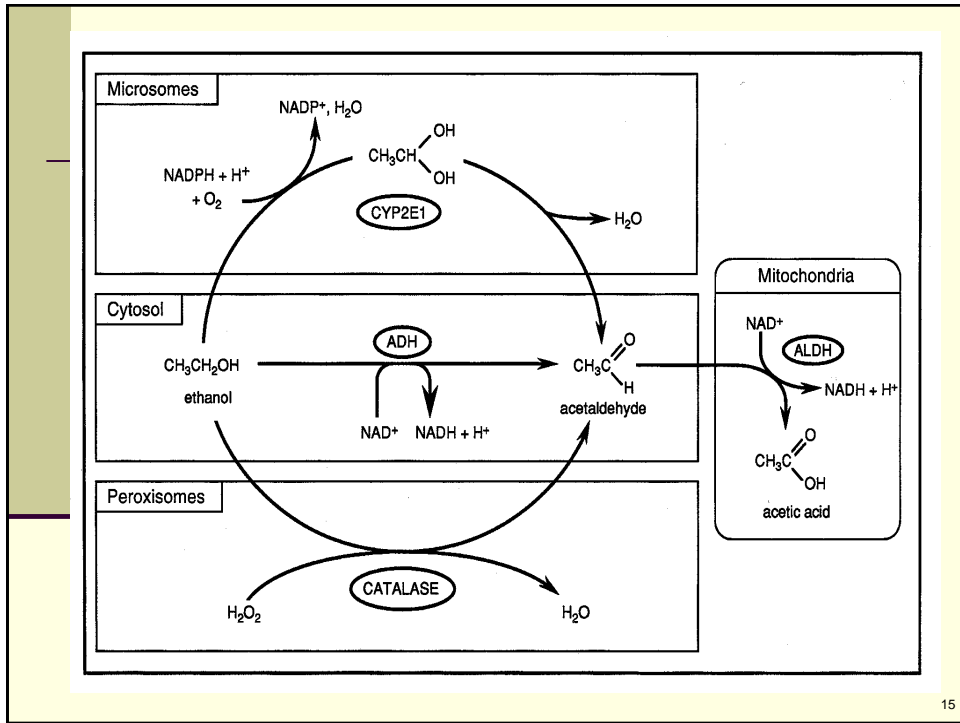 Microsomes
NADP⁺, H₂O
OH
CH₃CH
OH
NADPH + H⁺
+ O₂
CYP2E1
H₂O
Cytosol
ADH
CH₃CH₂OH
ethanol
NAD⁺
NADH + H⁺
O
CH₃C
H
acetaldehyde
Mitochondria
NAD⁺
ALDH
NADH + H⁺
O
CH₃C
OH
acetic acid
Peroxisomes
CATALASE
H₂O₂
H₂O
15